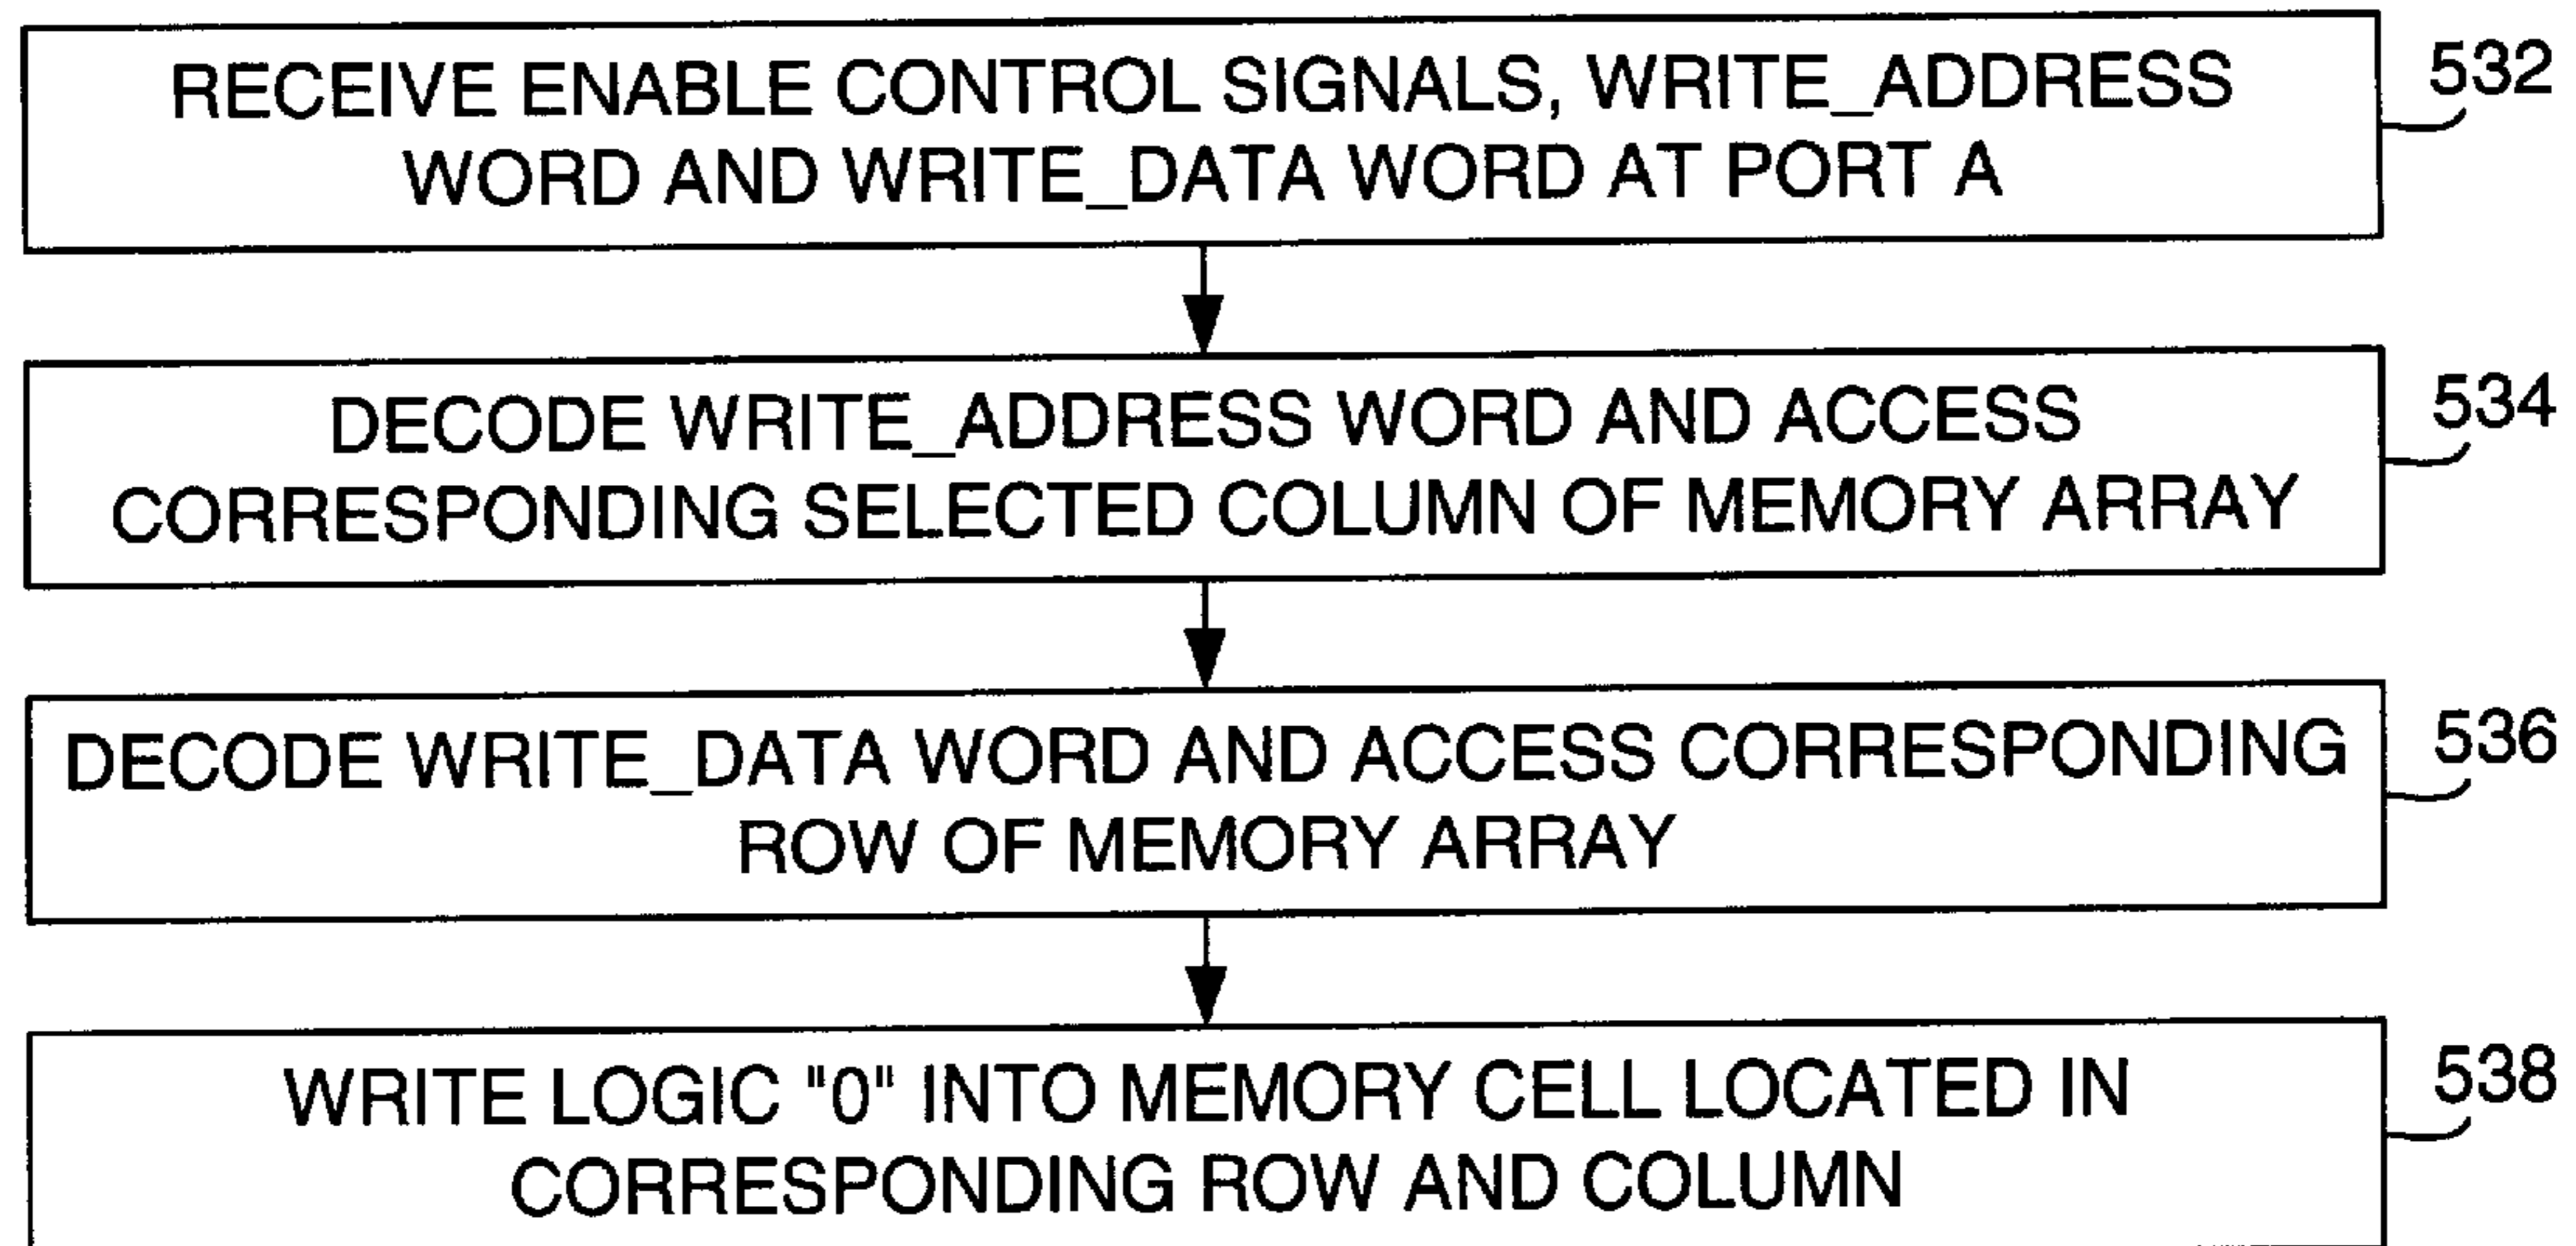 RECEIVE ENABLE CONTROL SIGNALS, WRITE_ADDRESS
WORD AND WRITE_DATA WORD AT PORT A
532
DECODE WRITE_ADDRESS WORD AND ACCESS
CORRESPONDING SELECTED COLUMN OF MEMORY ARRAY
534
DECODE WRITE_DATA WORD AND ACCESS CORRESPONDING
ROW OF MEMORY ARRAY
536
WRITE LOGIC "0" INTO MEMORY CELL LOCATED IN
CORRESPONDING ROW AND COLUMN
538